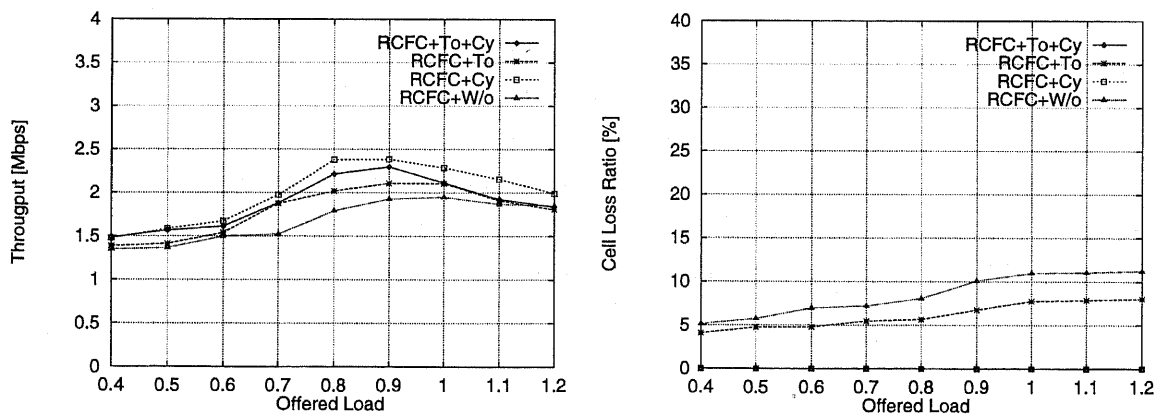 4
3.5
3
2.5
2
1.5
1
0.5
0
Througput [Mbps]
RCFC+To+Cy
RCFC+To
RCFC+Cy
RCFC+W/o
0.4 0.5 0.6 0.7 0.8 0.9 1 1.1 1.2
Offered Load
40
35
30
25
20
15
10
5
0
Cell Loss Ratio [%]
RCFC+To+Cy
RCFC+To
RCFC+Cy
RCFC+W/o
0.4 0.5 0.6 0.7 0.8 0.9 1 1.1 1.2
Offered Load